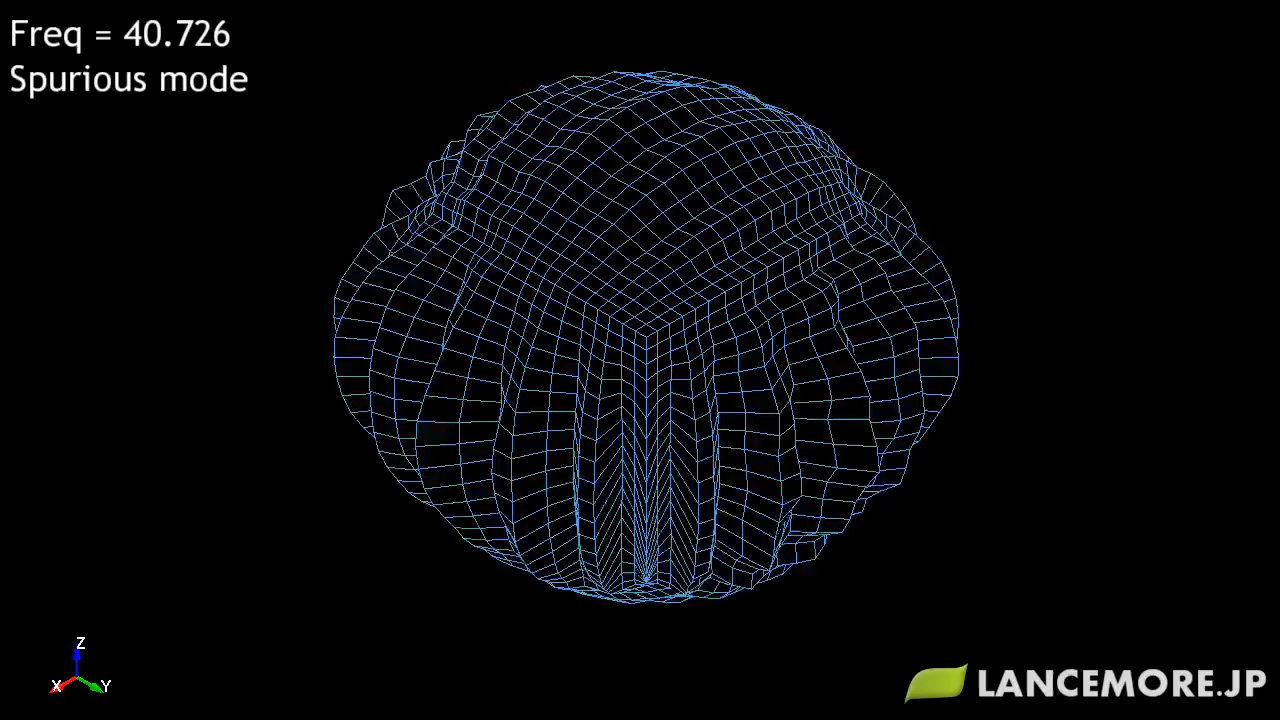 Freq = 40.726
Spurious mode
Z
X
Y
LANCEMORE.JP